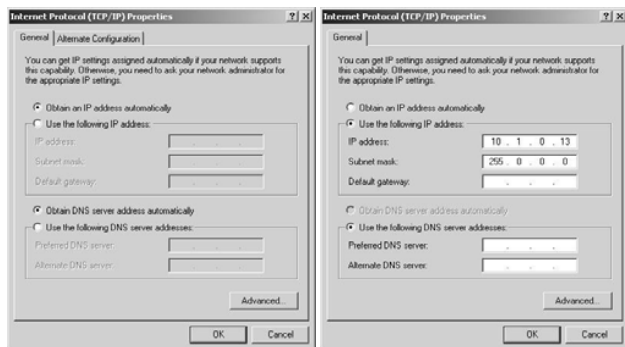 Internet Protocol (TCP/IP) Properties
General
Alternate Configuration
You can get IP settings assigned automatically if your network supports
this capability. Otherwise, you need to ask your network administrator for
the appropriate IP settings.
Obtain an IP address automatically
Use the following IP address:
IP address:
Subnet mask:
Default gateway:
Obtain DNS server address automatically
Use the following DNS server addresses:
Preferred DNS server:
Alternate DNS server:
Advanced...
OK
Cancel
Internet Protocol (TCP/IP) Properties
General
You can get IP settings assigned automatically if your network supports
this capability. Otherwise, you need to ask your network administrator for
the appropriate IP settings.
Obtain an IP address automatically
Use the following IP address:
IP address: 10 . 1 . 0 . 13
Subnet mask: 255 . 0 . 0 . 0
Default gateway:
Obtain DNS server address automatically
Use the following DNS server addresses:
Preferred DNS server:
Alternate DNS server:
Advanced...
OK
Cancel